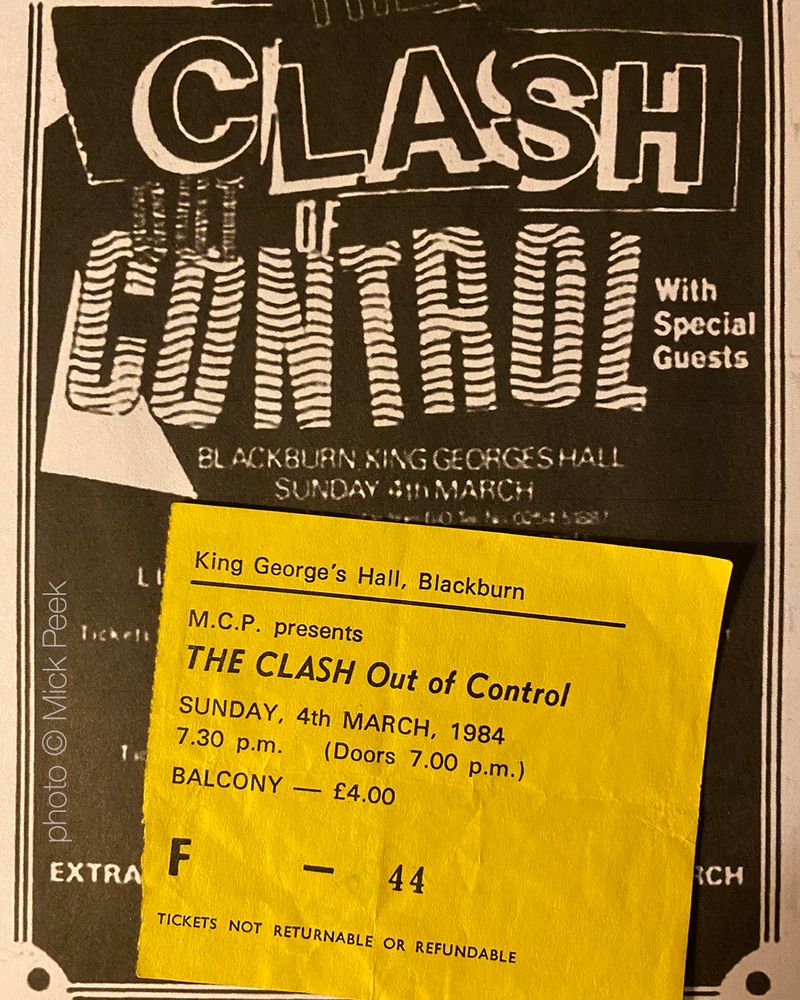 THE
CLASH
OUT
OF
CONTROL
With
Special
Guests
BLACKBURN KING GEORGES HALL
SUNDAY 4th MARCH
Tickets
EXTRA
RCH
King George's Hall, Blackburn
M.C.P. presents
THE CLASH Out of Control
SUNDAY, 4th MARCH, 1984
7.30 p.m. (Doors 7.00 p.m.)
BALCONY — £4.00
F — 44
TICKETS NOT RETURNABLE OR REFUNDABLE
photo © Mick Peek